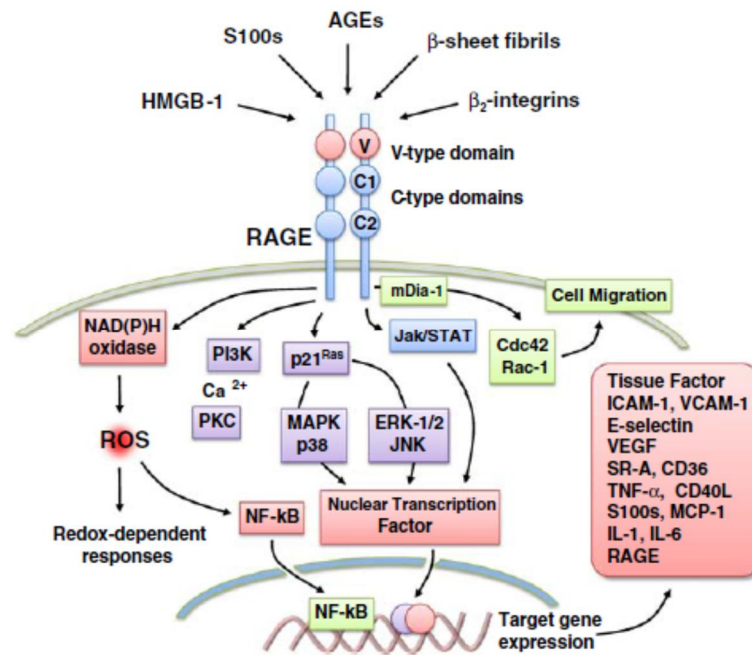 AGEs
S100s
β-sheet fibrils
HMGB-1
β₂-integrins
V
V-type domain
C1
C-type domains
C2
RAGE
mDia-1
Cell Migration
NAD(P)H
oxidase
PI3K
p21ᴿᵃˢ
Jak/STAT
Cdc42
Rac-1
Ca ²⁺
PKC
MAPK
p38
ERK-1/2
JNK
Tissue Factor
ICAM-1, VCAM-1
E-selectin
VEGF
SR-A, CD36
TNF-α, CD40L
S100s, MCP-1
IL-1, IL-6
RAGE
ROS
NF-kB
Nuclear Transcription
Factor
Redox-dependent
responses
NF-kB
Target gene
expression